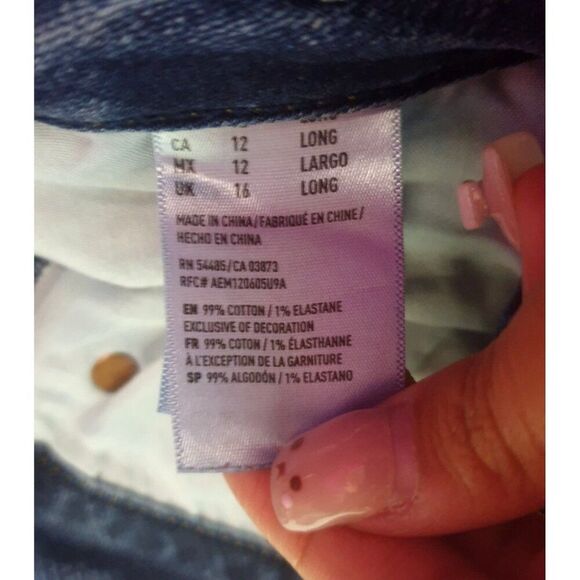 CA 12 LONG
MX 12 LARGO
UK 16 LONG
MADE IN CHINA/FABRIQUÉ EN CHINE/
HECHO EN CHINA
RN 54485/CA 03873
RFC# AEM120605U9A
EN 99% COTTON / 1% ELASTANE
EXCLUSIVE OF DECORATION
FR 99% COTON / 1% ÉLASTHANNE
À L'EXCEPTION DE LA GARNITURE
SP 99% ALGODÓN / 1% ELASTANO